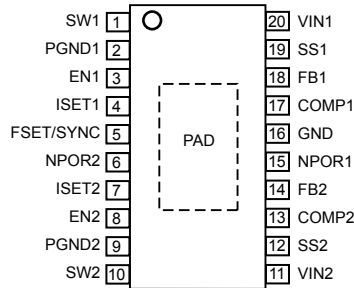 SW1 1 20 VIN1
PGND1 2 19 SS1
EN1 3 18 FB1
ISET1 4 17 COMP1
FSET/SYNC 5 16 GND
PAD
NPOR2 6 15 NPOR1
ISET2 7 14 FB2
EN2 8 13 COMP2
PGND2 9 12 SS2
SW2 10 11 VIN2